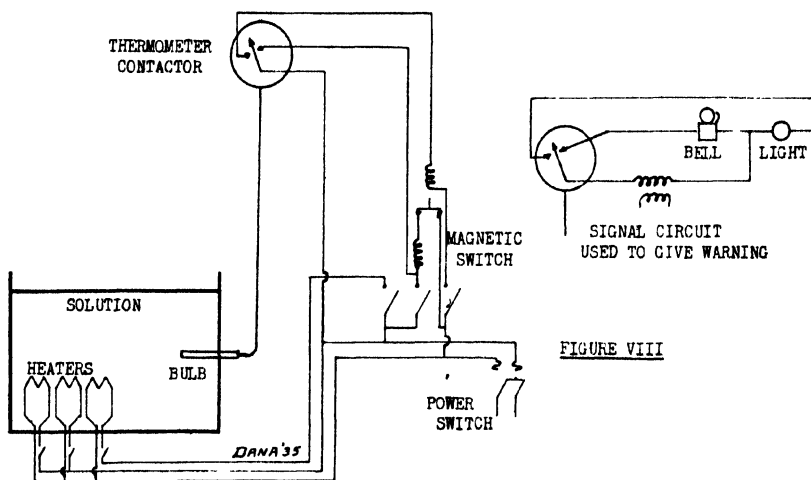 THERMOMETER
CONTACTOR
BELL
LIGHT
SIGNAL CIRCUIT
USED TO GIVE WARNING
MAGNETIC
SWITCH
SOLUTION
HEATERS
BULB
FIGURE VIII
POWER
SWITCH
DANA'35